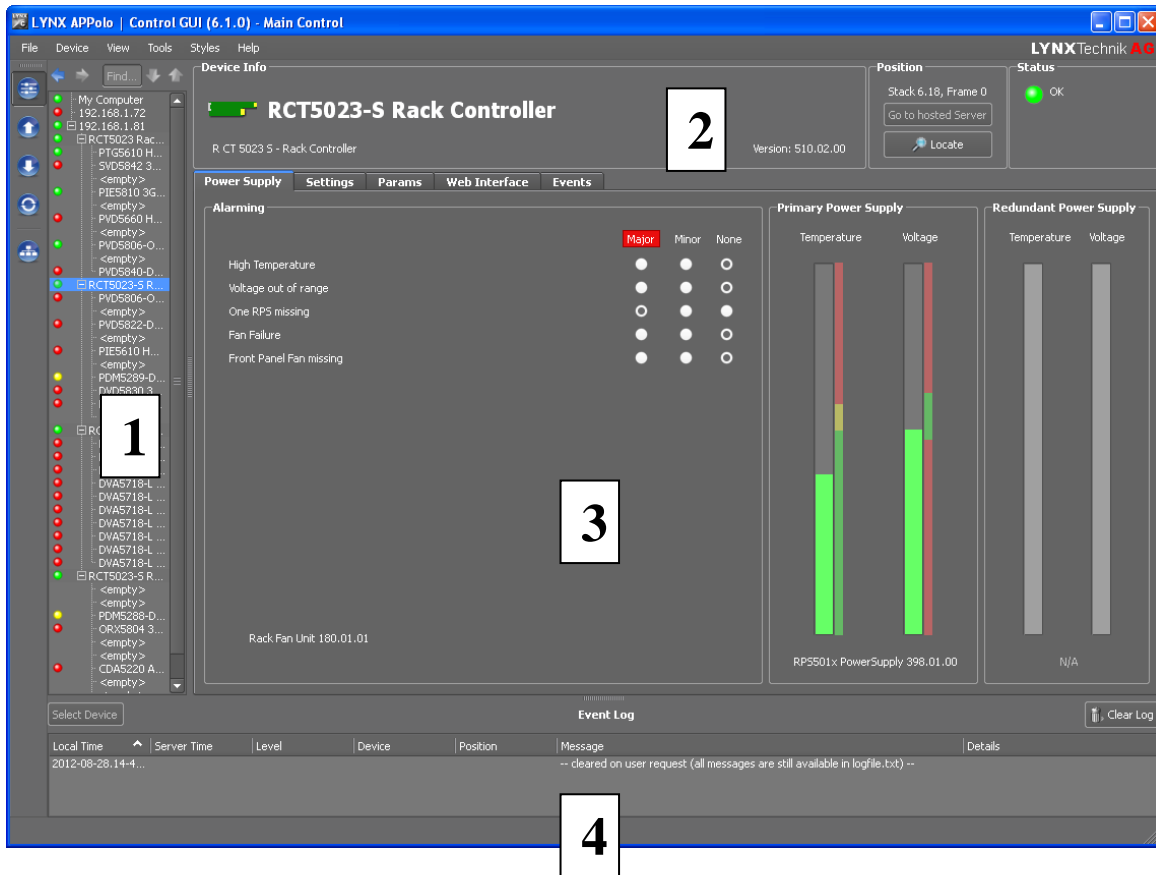 LYNX APPolo | Control GUI (6.1.0) - Main Control
File Device View Tools Styles Help
LYNXTechnik AG
Find...
My Computer
192.168.1.72
192.168.1.81
RCT5023 Rac...
PTG5610 H...
SVD5842 3...
<empty>
PIE5810 3G...
<empty>
PVD5660 H...
<empty>
PVD5806-O...
<empty>
PVD5840-D...
RCT5023-S R...
PVD5806-O...
<empty>
PVD5822-D...
<empty>
PIE5610 H...
<empty>
PDM5289-D...
DVD5830 3...
DVA5718-L ...
DVA5718-L ...
DVA5718-L ...
DVA5718-L ...
DVA5718-L ...
DVA5718-L ...
DVA5718-L ...
RCT5023-S R...
<empty>
<empty>
PDM5288-D...
ORX5804 3...
<empty>
<empty>
CDA5220 A...
<empty>
1
Device Info
RCT5023-S Rack Controller
R CT 5023 S - Rack Controller
Version: 510.02.00
2
Position
Stack 6.18, Frame 0
Go to hosted Server
Locate
Status
OK
Power Supply Settings Params Web Interface Events
Alarming
Major Minor None
High Temperature
Voltage out of range
One RPS missing
Fan Failure
Front Panel Fan missing
3
Rack Fan Unit 180.01.01
Primary Power Supply
Temperature Voltage
RPS501x PowerSupply 398.01.00
Redundant Power Supply
Temperature Voltage
N/A
Select Device
Event Log
Clear Log
Local Time Server Time Level Device Position Message Details
2012-08-28.14-4... -- cleared on user request (all messages are still available in logfile.txt) --
4